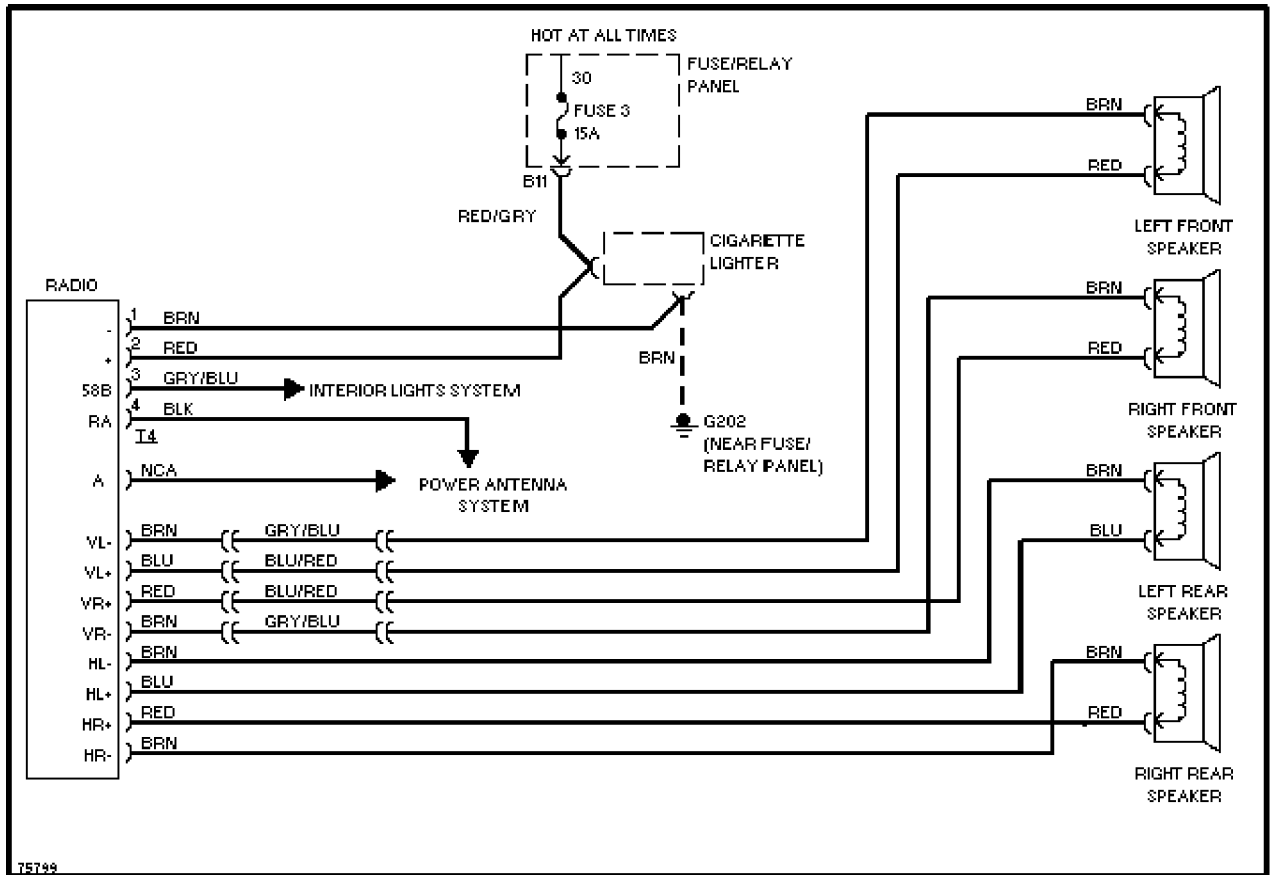 HOT AT ALL TIMES
30
FUSE 3
15A
FUSE/RELAY
PANEL
B11
RED/GRY
CIGARETTE
LIGHTER
BRN
G202
(NEAR FUSE/
RELAY PANEL)
RADIO
- 1 BRN
+ 2 RED
58B 3 GRY/BLU INTERIOR LIGHTS SYSTEM
RA 4 BLK
T4
A NCA
POWER ANTENNA
SYSTEM
VL- BRN GRY/BLU
VL+ BLU BLU/RED
VR+ RED BLU/RED
VR- BRN GRY/BLU
HL- BRN
HL+ BLU
HR+ RED
HR- BRN
BRN
RED
LEFT FRONT
SPEAKER
BRN
RED
RIGHT FRONT
SPEAKER
BRN
BLU
LEFT REAR
SPEAKER
BRN
RED
RIGHT REAR
SPEAKER
75799